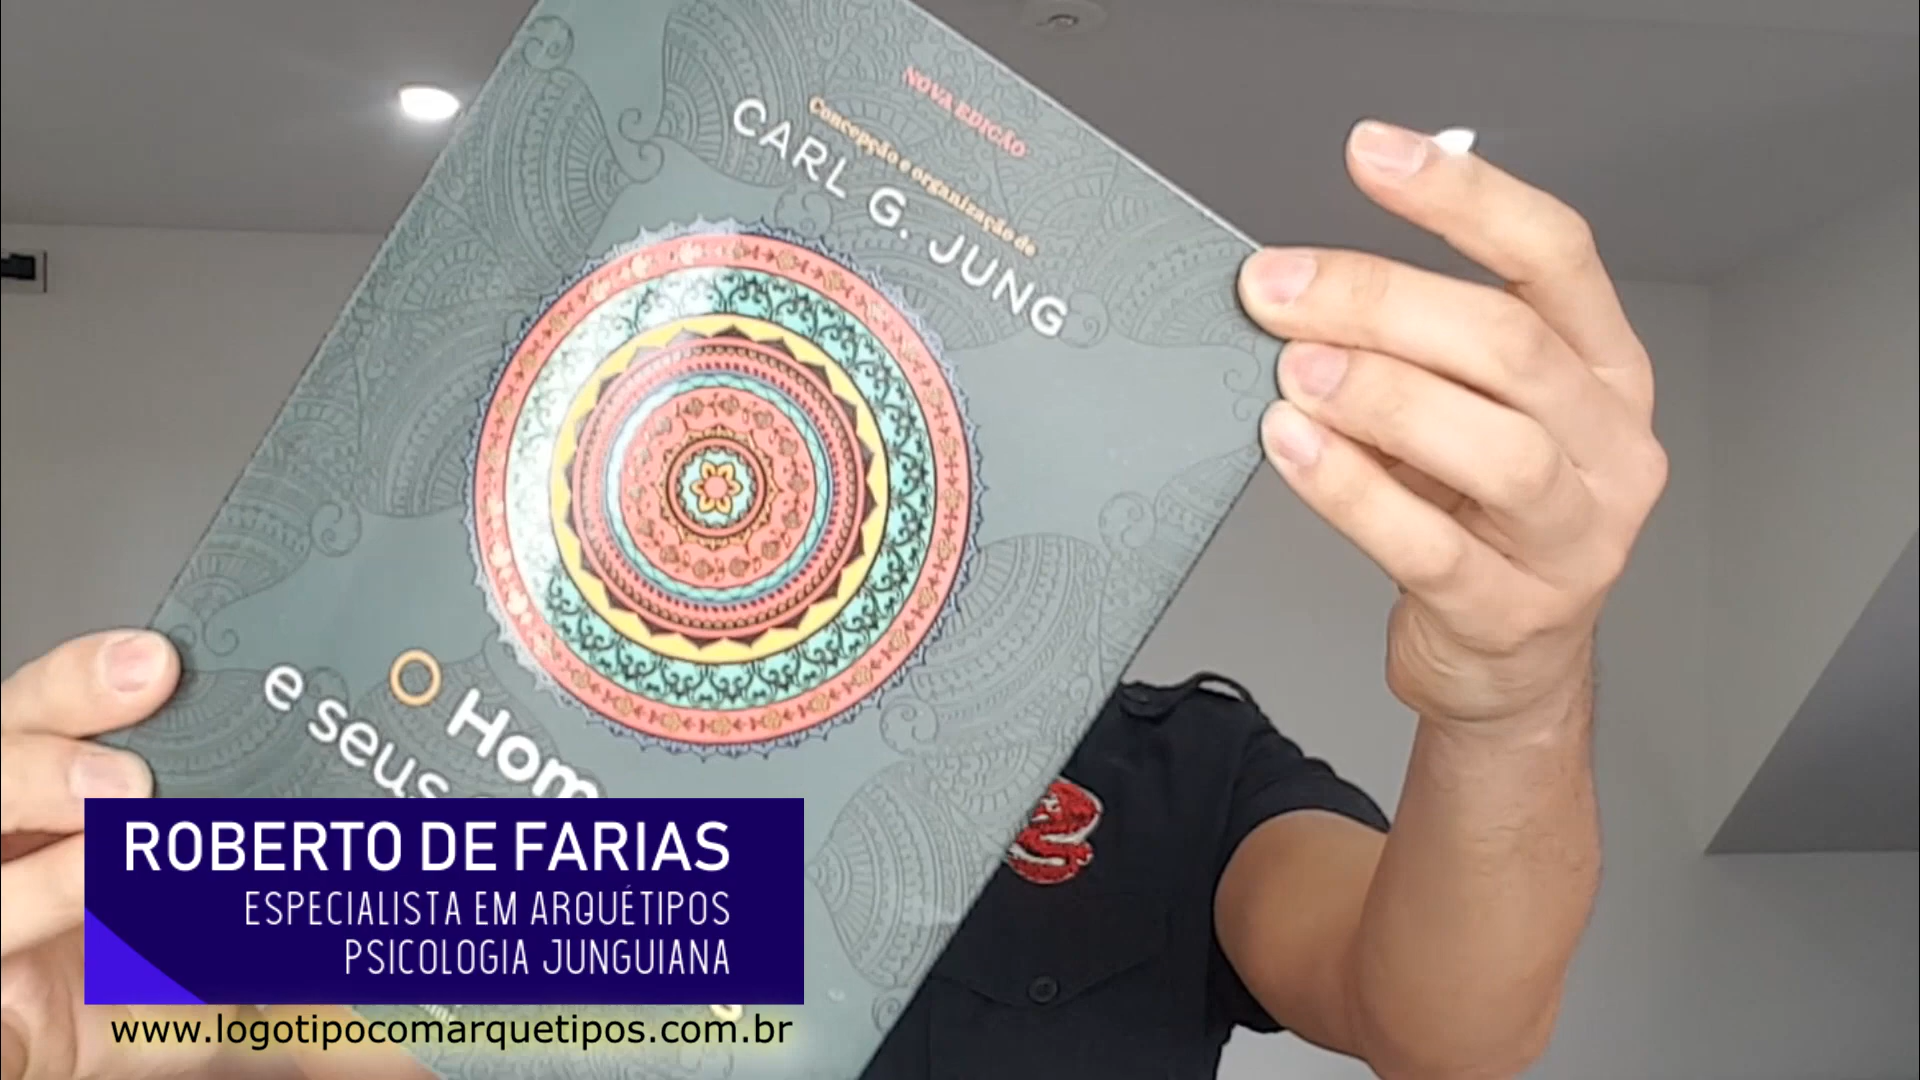 NOVA EDIÇÃO
Concepção e organização de
CARL G. JUNG
O Hom
e seus
ROBERTO DE FARIAS
ESPECIALISTA EM ARQUÉTIPOS
PSICOLOGIA JUNGUIANA
www.logotipocomarquetipos.com.br